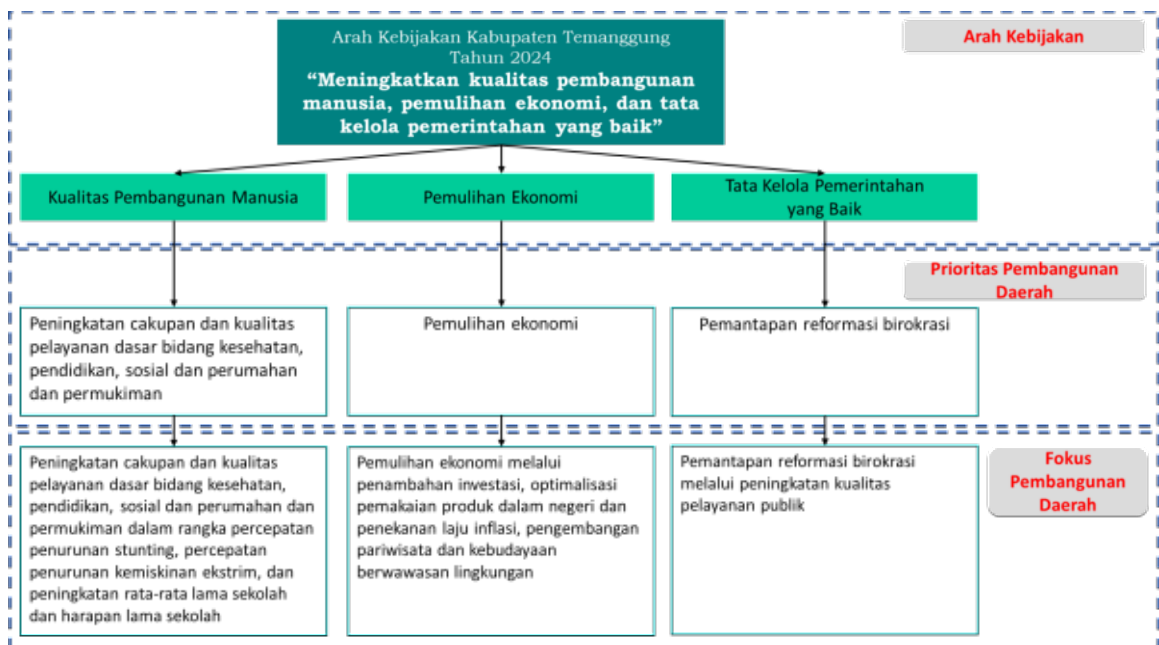 Arah Kebijakan Kabupaten Temanggung
Tahun 2024
“Meningkatkan kualitas pembangunan
manusia, pemulihan ekonomi, dan tata
kelola pemerintahan yang baik”
Arah Kebijakan
Kualitas Pembangunan Manusia
Pemulihan Ekonomi
Tata Kelola Pemerintahan
yang Baik
Prioritas Pembangunan
Daerah
Peningkatan cakupan dan kualitas
pelayanan dasar bidang kesehatan,
pendidikan, sosial dan perumahan
dan permukiman
Pemulihan ekonomi
Pemantapan reformasi birokrasi
Peningkatan cakupan dan kualitas
pelayanan dasar bidang kesehatan,
pendidikan, sosial dan perumahan dan
permukiman dalam rangka percepatan
penurunan stunting, percepatan
penurunan kemiskinan ekstrim, dan
peningkatan rata-rata lama sekolah
dan harapan lama sekolah
Pemulihan ekonomi melalui
penambahan investasi, optimalisasi
pemakaian produk dalam negeri dan
penekanan laju inflasi, pengembangan
pariwisata dan kebudayaan
berwawasan lingkungan
Pemantapan reformasi birokrasi
melalui peningkatan kualitas
pelayanan publik
Fokus
Pembangunan
Daerah